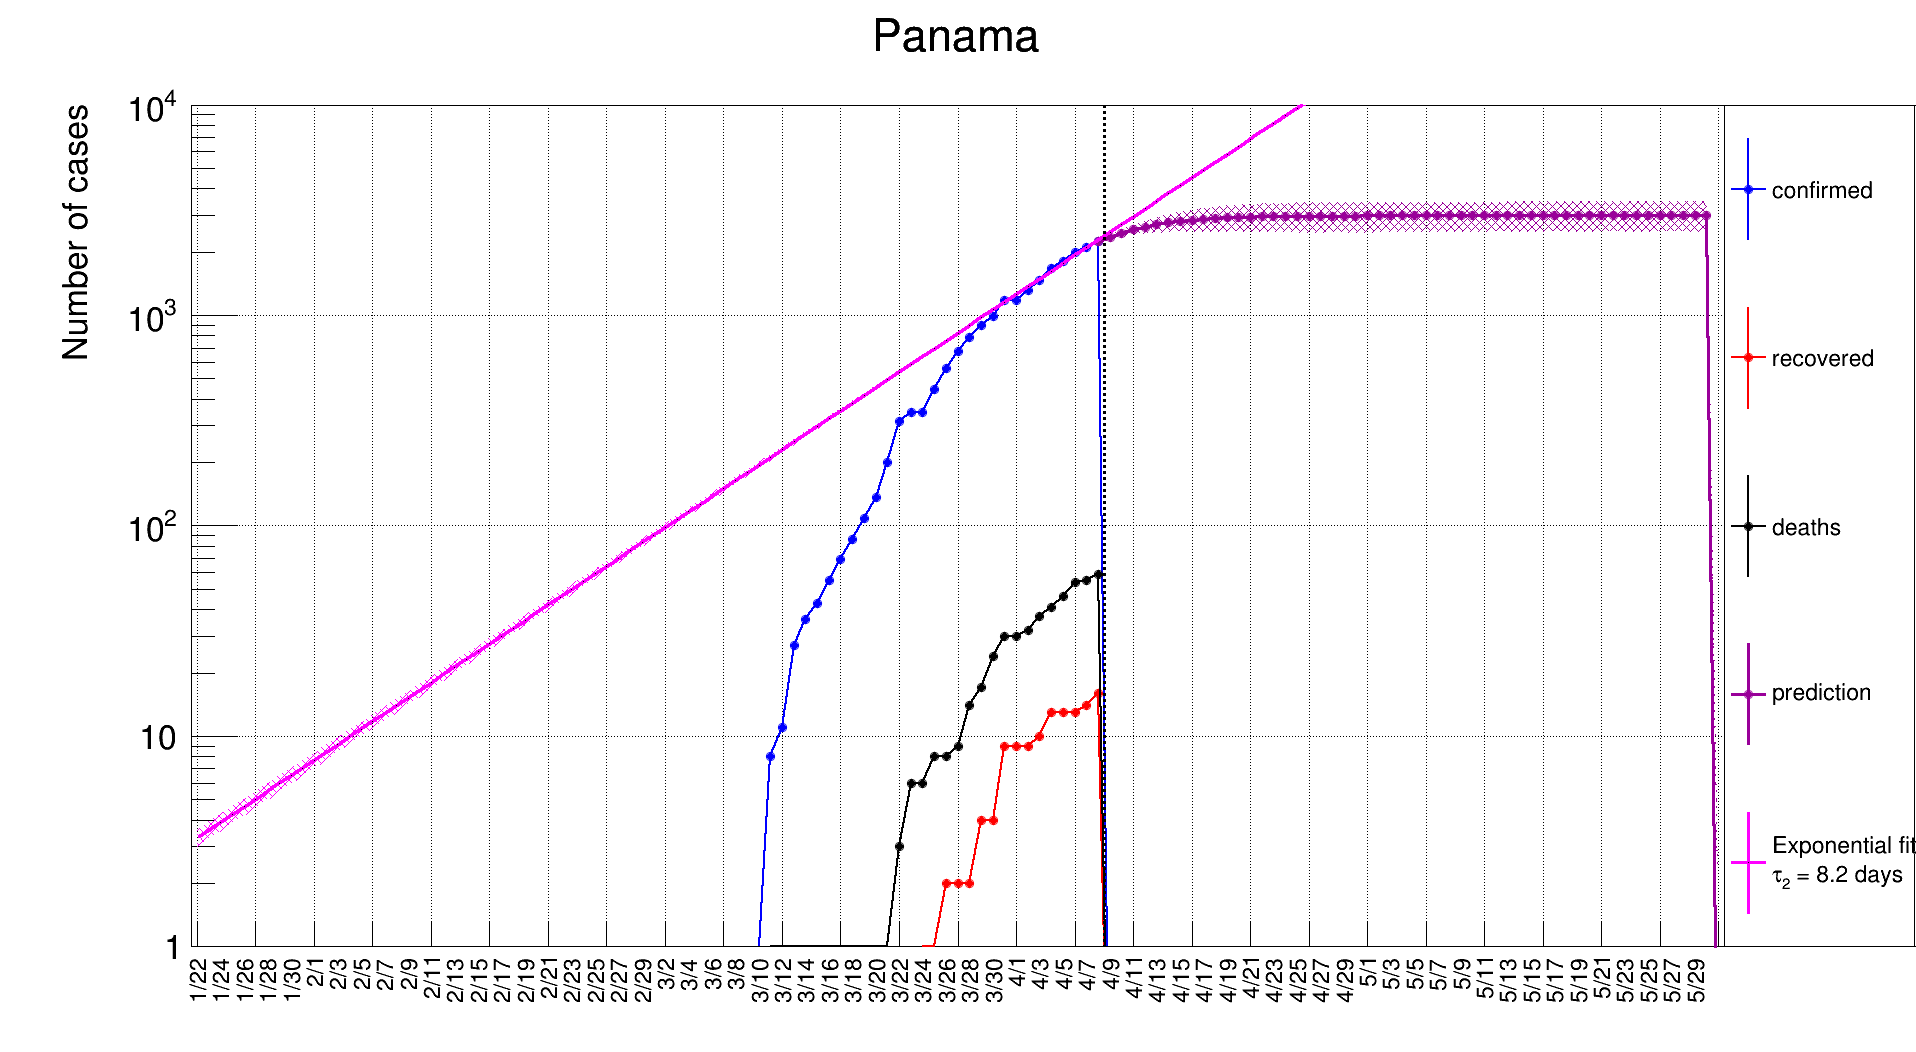 Panama
Number of cases
10^4
10^3
10^2
10
1
1/22 1/24 1/26 1/28 1/30 2/1 2/3 2/5 2/7 2/9 2/11 2/13 2/15 2/17 2/19 2/21 2/23 2/25 2/27 2/29 3/2 3/4 3/6 3/8 3/10 3/12 3/14 3/16 3/18 3/20 3/22 3/24 3/26 3/28 3/30 4/1 4/3 4/5 4/7 4/9 4/11 4/13 4/15 4/17 4/19 4/21 4/23 4/25 4/27 4/29 5/1 5/3 5/5 5/7 5/9 5/11 5/13 5/15 5/17 5/19 5/21 5/23 5/25 5/27 5/29
confirmed
recovered
deaths
prediction
Exponential fit
τ₂ = 8.2 days